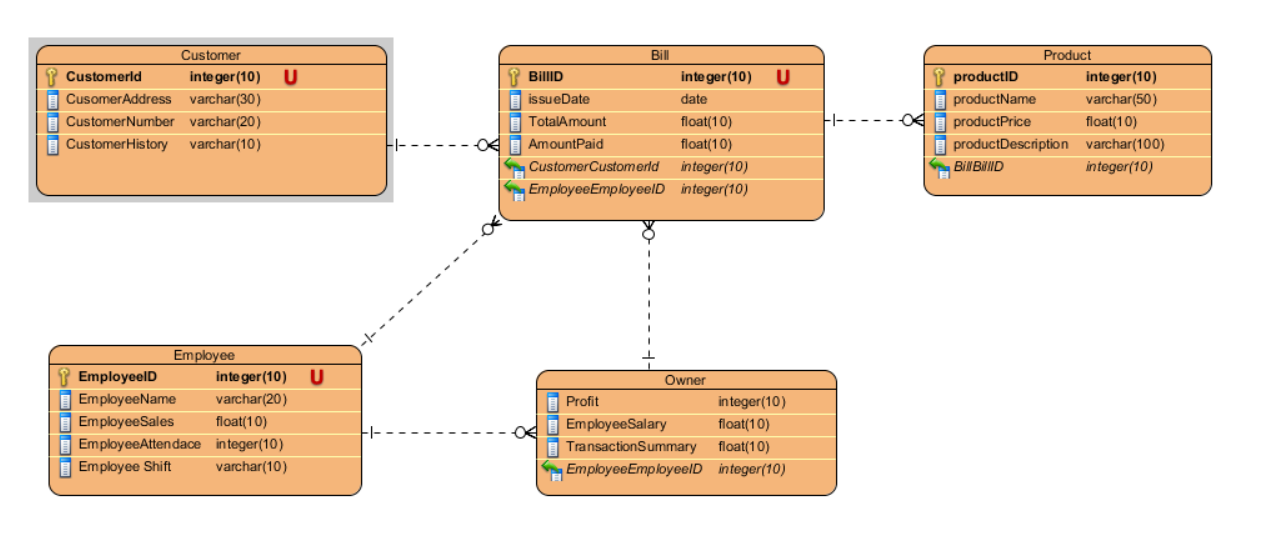 Customer
CustomerId integer(10) U
CusomerAddress varchar(30)
CustomerNumber varchar(20)
CustomerHistory varchar(10)
Bill
BillID integer(10) U
issueDate date
TotalAmount float(10)
AmountPaid float(10)
CustomerCustomerId integer(10)
EmployeeEmployeeID integer(10)
Product
productID integer(10)
productName varchar(50)
productPrice float(10)
productDescription varchar(100)
BillBillID integer(10)
Employee
EmployeeID integer(10) U
EmployeeName varchar(20)
EmployeeSales float(10)
EmployeeAttendace integer(10)
Employee Shift varchar(10)
Owner
Profit integer(10)
EmployeeSalary float(10)
TransactionSummary float(10)
EmployeeEmployeeID integer(10)